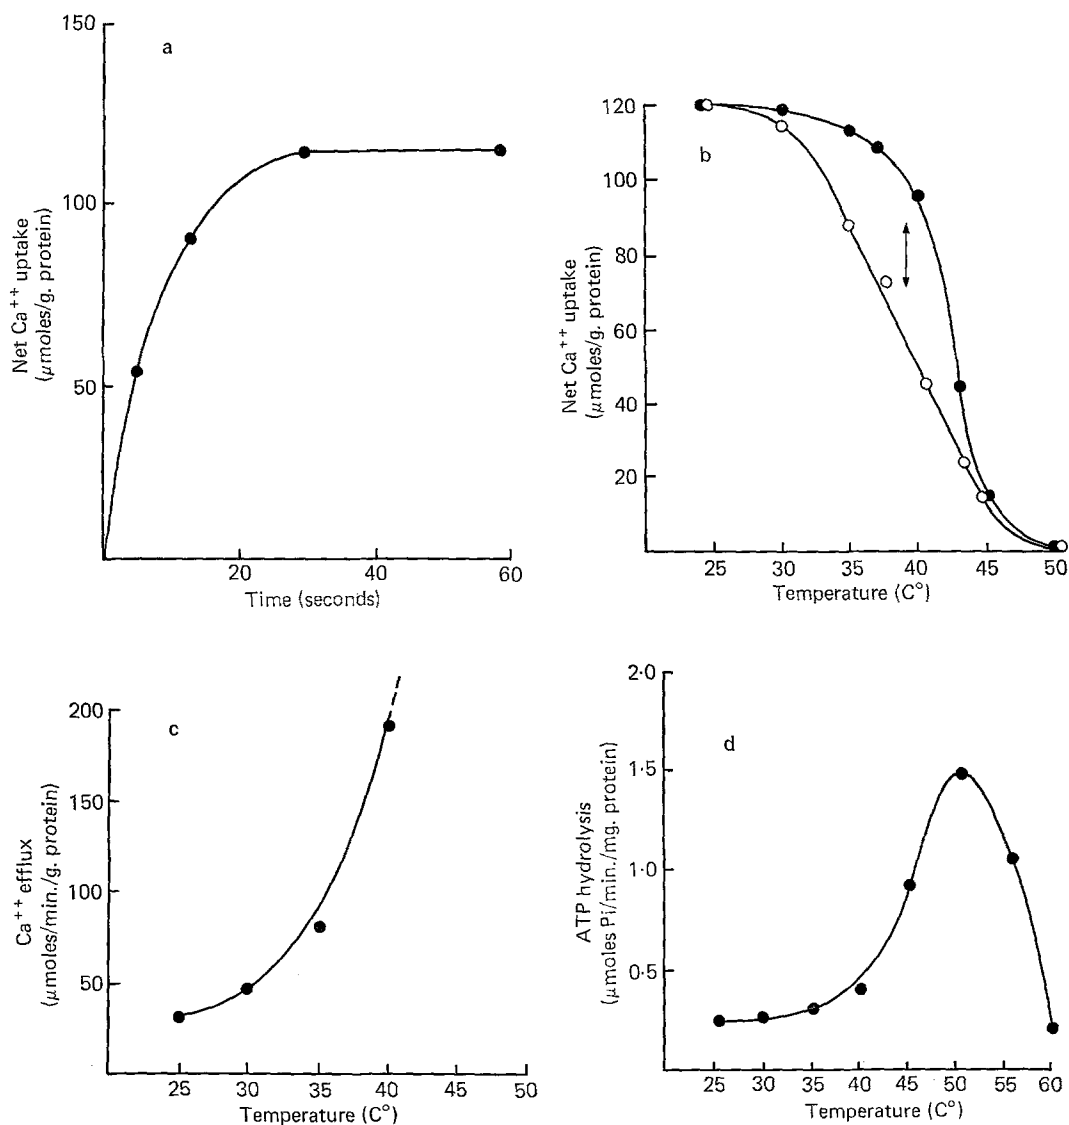 a
150
100
50
Net Ca++ uptake
(μmoles/g. protein)
20
40
60
Time (seconds)
b
120
100
80
60
40
20
Net Ca++ uptake
(μmoles/g. protein)
25
30
35
40
45
50
Temperature (C°)
c
200
150
100
50
Ca++ efflux
(μmoles/min./g. protein)
25
30
35
40
45
50
Temperature (C°)
d
2·0
1·5
1·0
0·5
ATP hydrolysis
(μmoles Pi/min./mg. protein)
25
30
35
40
45
50
55
60
Temperature (C°)